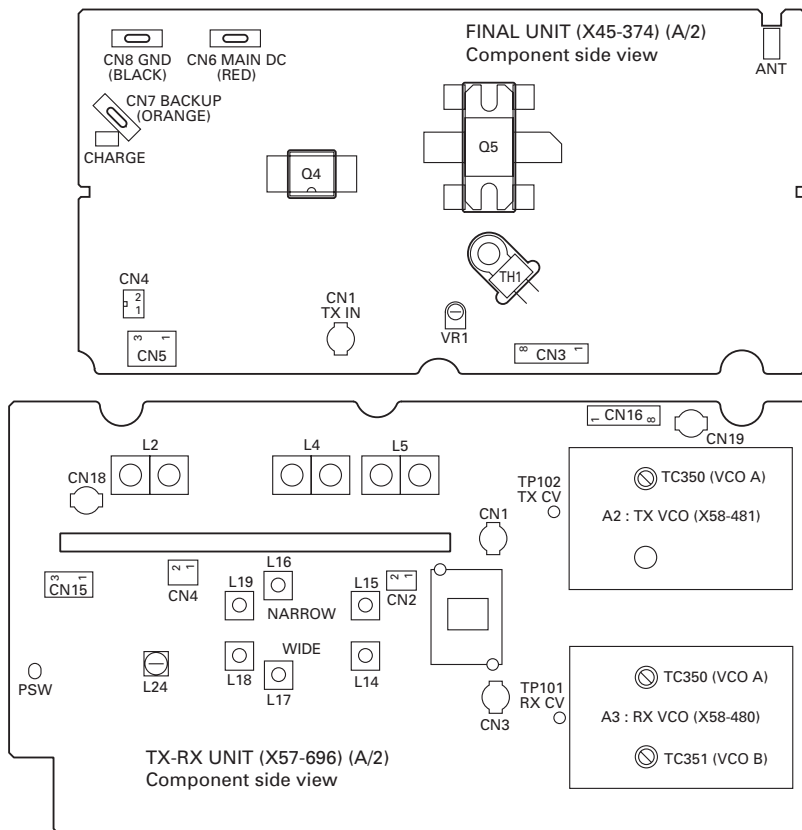 FINAL UNIT (X45-374) (A/2)
Component side view
CN8 GND
(BLACK)
CN6 MAIN DC
(RED)
ANT
CN7 BACKUP
(ORANGE)
CHARGE
Q4
Q5
TH1
CN4
2
1
CN1
TX IN
VR1
3 1
CN5
8 CN3 1
1 CN16 8
CN19
L2
L4
L5
CN18
TP102
TX CV
TC350 (VCO A)
A2 : TX VCO (X58-481)
CN1
3 1
CN15
2 1
CN4
L16
L19
L15
2 1
CN2
NARROW
WIDE
L18
L17
L14
PSW
L24
CN3
TP101
RX CV
TC350 (VCO A)
A3 : RX VCO (X58-480)
TC351 (VCO B)
TX-RX UNIT (X57-696) (A/2)
Component side view